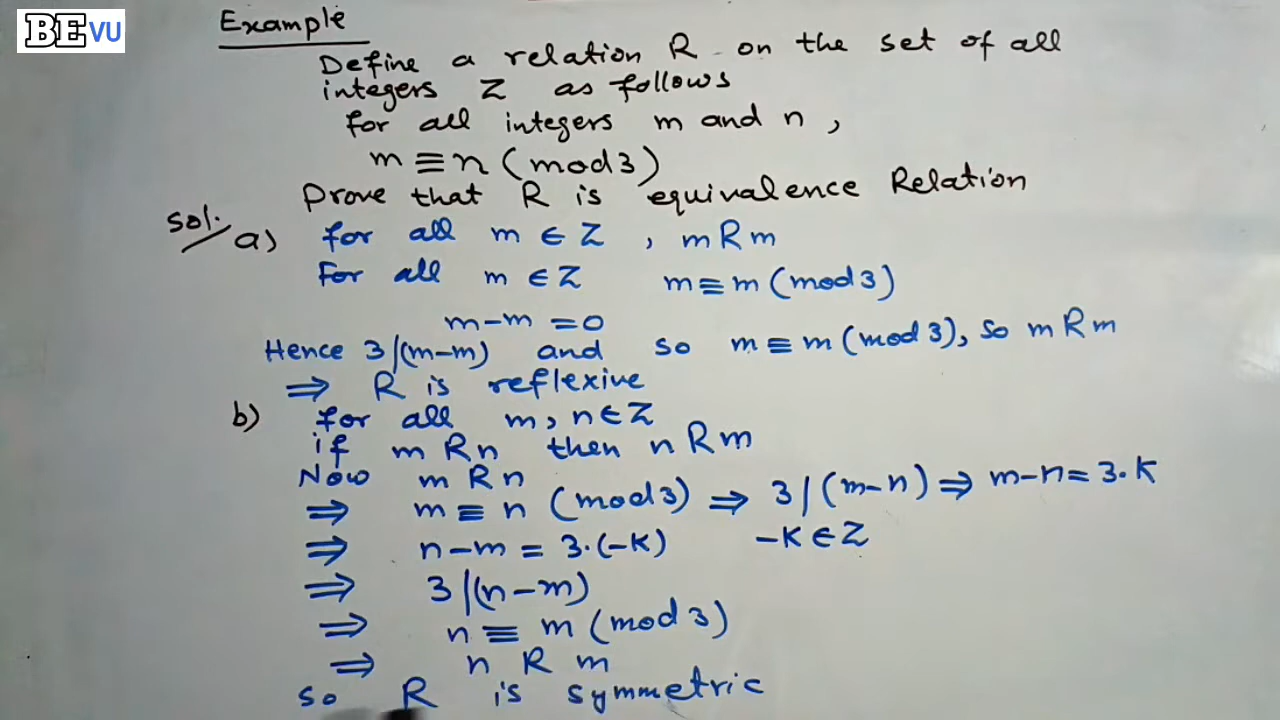 BEVU
Example
Define a relation R on the set of all
integers Z as follows
for all integers m and n,
m ≡ n (mod 3)
Prove that R is equivalence Relation
Sol. a) for all m ∈ Z, m R m
For all m ∈ Z m ≡ m (mod 3)
m-m = 0
Hence 3|(m-m) and so m ≡ m (mod 3), so m R m
⇒ R is reflexive
b) for all m, n ∈ Z
if m R n then n R m
Now m R n
⇒ m ≡ n (mod 3) ⇒ 3|(m-n) ⇒ m-n = 3.K
⇒ n-m = 3.(-K) -K ∈ Z
⇒ 3|(n-m)
⇒ n ≡ m (mod 3)
⇒ n R m
so R is symmetric